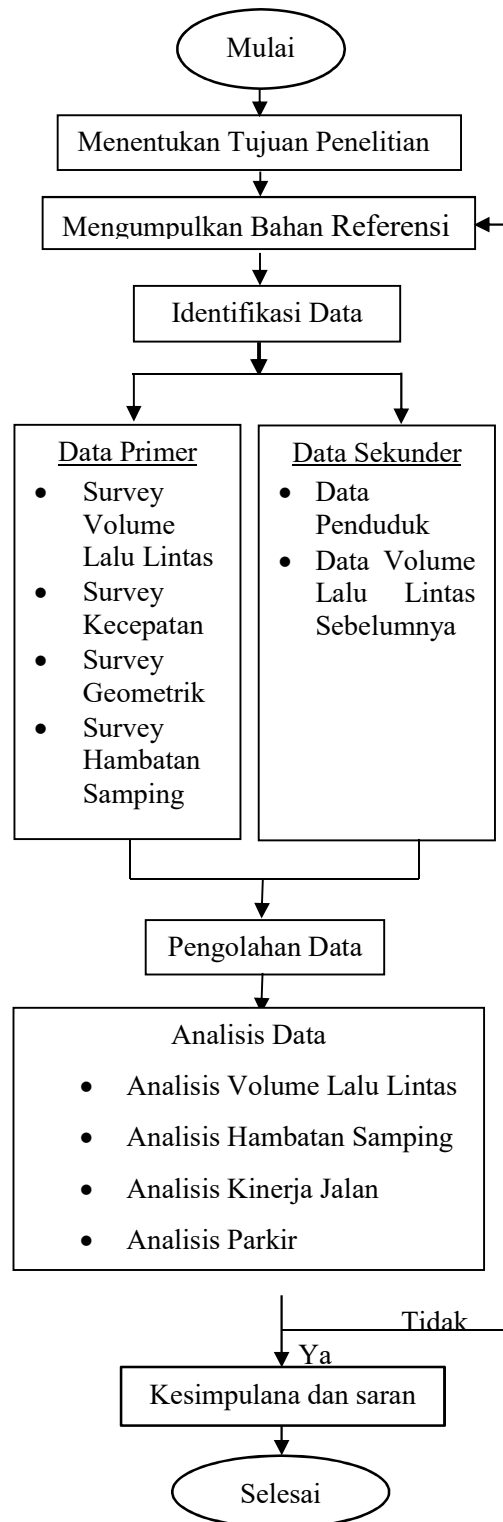 Mulai
Menentukan Tujuan Penelitian
Mengumpulkan Bahan Referensi
Identifikasi Data
Data Primer
• Survey
Volume
Lalu Lintas
• Survey
Kecepatan
• Survey
Geometrik
• Survey
Hambatan
Samping
Data Sekunder
• Data
Penduduk
• Data Volume
Lalu Lintas
Sebelumnya
Pengolahan Data
Analisis Data
• Analisis Volume Lalu Lintas
• Analisis Hambatan Samping
• Analisis Kinerja Jalan
• Analisis Parkir
Tidak
Ya
Kesimpulana dan saran
Selesai